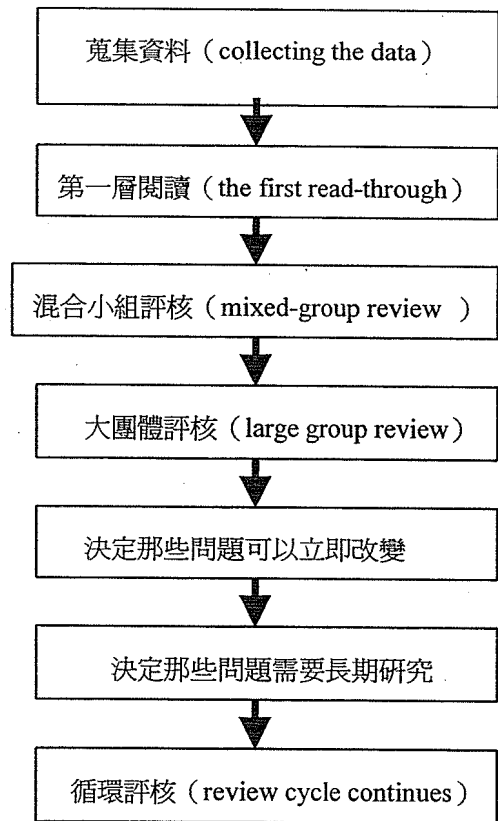 蒐集資料（collecting the data）
第一層閱讀（the first read-through）
混合小組評核（mixed-group review ）
大團體評核（large group review）
決定那些問題可以立即改變
決定那些問題需要長期研究
循環評核（review cycle continues）